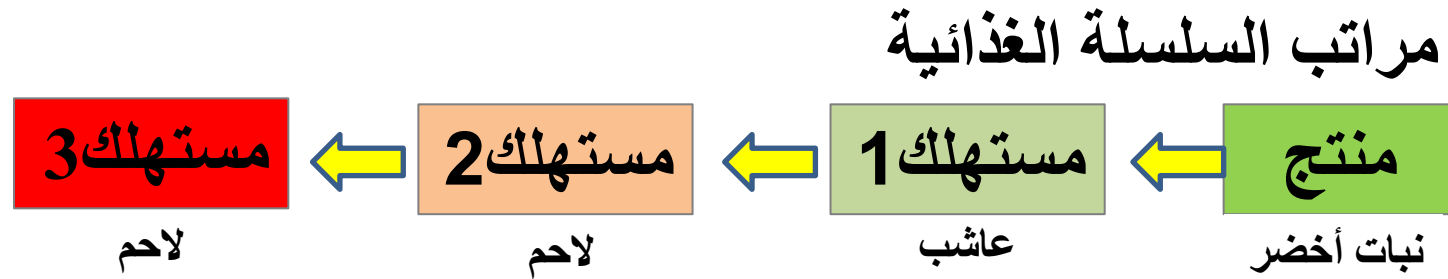 مراتب السلسلة الغذائية
منتج مستهلك1 مستهلك2 مستهلك3
نبات أخضر عاشب لاحم لاحم